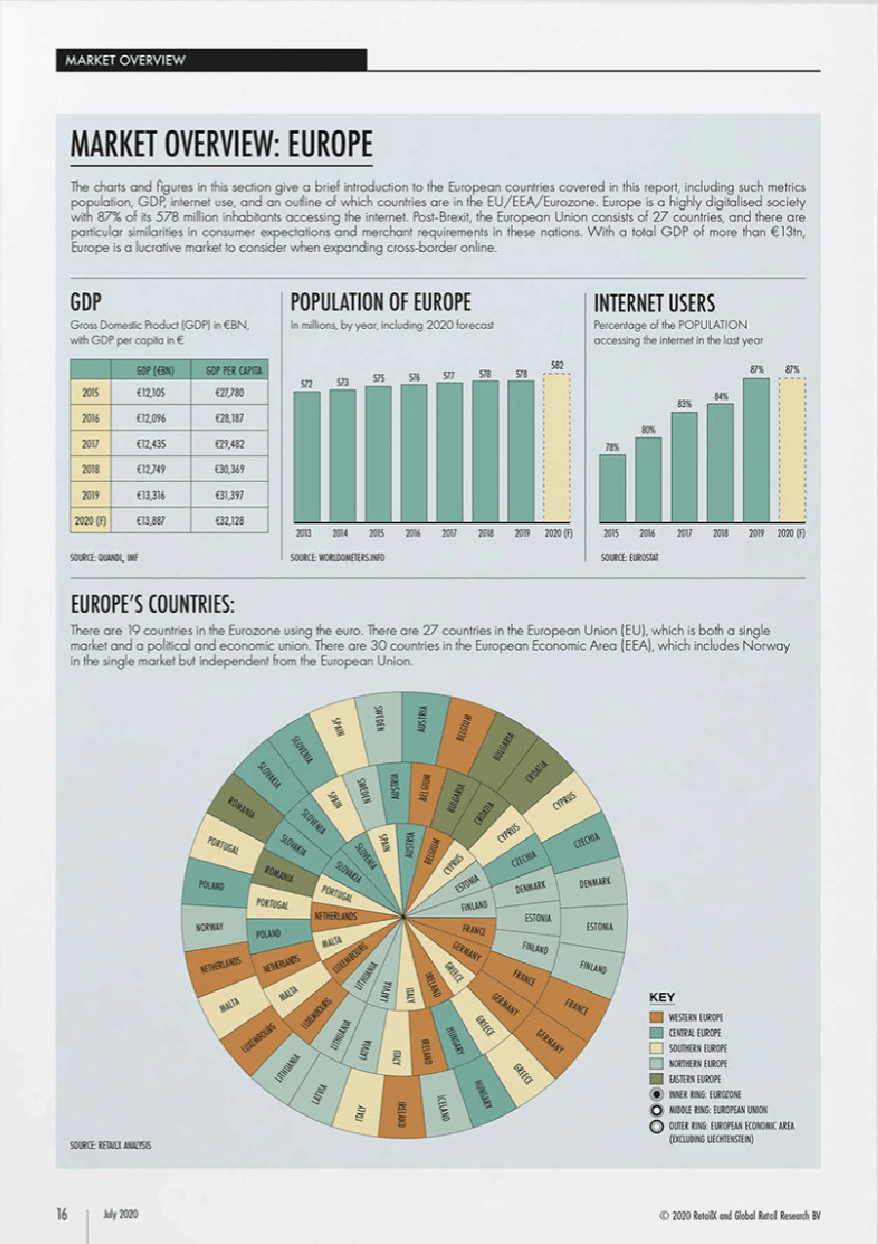 MARKET OVERVIEW
MARKET OVERVIEW: EUROPE
The charts and figures in this section give a brief introduction to the European countries covered in this report, including such metrics
population, GDP, internet use, and an outline of which countries are in the EU/EEA/Eurozone. Europe is a highly digitalised society
with 87% of its 578 million inhabitants accessing the internet. Post-Brexit, the European Union consists of 27 countries, and there are
particular similarities in consumer expectations and merchant requirements in these nations. With a total GDP of more than €13tn,
Europe is a lucrative market to consider when expanding cross-border online.
GDP
Gross Domestic Product (GDP) in €BN,
with GDP per capita in €
GDP (€BN) GDP PER CAPITA
2015 €12,105 €27,780
2016 €12,096 €28,187
2017 €12,435 €29,482
2018 €12,749 €30,369
2019 €13,316 €31,397
2020 (F) €13,887 €32,128
SOURCE: QUANDL, IMF
POPULATION OF EUROPE
In millions, by year, including 2020 forecast
572 573 575 576 577 578 578 582
2013 2014 2015 2016 2017 2018 2019 2020 (F)
SOURCE: WORLDOMETERS.INFO
INTERNET USERS
Percentage of the POPULATION
accessing the internet in the last year
78% 80% 83% 84% 87% 87%
2015 2016 2017 2018 2019 2020 (F)
SOURCE: EUROSTAT
EUROPE'S COUNTRIES:
There are 19 countries in the Eurozone using the euro. There are 27 countries in the European Union (EU), which is both a single
market and a political and economic union. There are 30 countries in the European Economic Area (EEA), which includes Norway
in the single market but independent from the European Union.
AUSTRIA
BELGIUM
BULGARIA
CROATIA
CYPRUS
CZECHIA
DENMARK
ESTONIA
FINLAND
FRANCE
GERMANY
GREECE
HUNGARY
ICELAND
IRELAND
ITALY
LATVIA
LITHUANIA
LUXEMBOURG
MALTA
NETHERLANDS
NORWAY
POLAND
PORTUGAL
ROMANIA
SLOVAKIA
SLOVENIA
SPAIN
SWEDEN
AUSTRIA
BELGIUM
BULGARIA
CROATIA
CYPRUS
CZECHIA
DENMARK
ESTONIA
FINLAND
FRANCE
GERMANY
GREECE
HUNGARY
IRELAND
ITALY
LATVIA
LITHUANIA
LUXEMBOURG
MALTA
NETHERLANDS
POLAND
PORTUGAL
ROMANIA
SLOVAKIA
SLOVENIA
SPAIN
SWEDEN
AUSTRIA
BELGIUM
CYPRUS
ESTONIA
FINLAND
FRANCE
GERMANY
GREECE
IRELAND
ITALY
LATVIA
LITHUANIA
LUXEMBOURG
MALTA
NETHERLANDS
PORTUGAL
SLOVAKIA
SLOVENIA
SPAIN
KEY
WESTERN EUROPE
CENTRAL EUROPE
SOUTHERN EUROPE
NORTHERN EUROPE
EASTERN EUROPE
INNER RING: EUROZONE
MIDDLE RING: EUROPEAN UNION
OUTER RING: EUROPEAN ECONOMIC AREA
(EXCLUDING LIECHTENSTEIN)
SOURCE: RETAILX ANALYSIS
16 July 2020
© 2020 RetailX and Global Retail Research BV